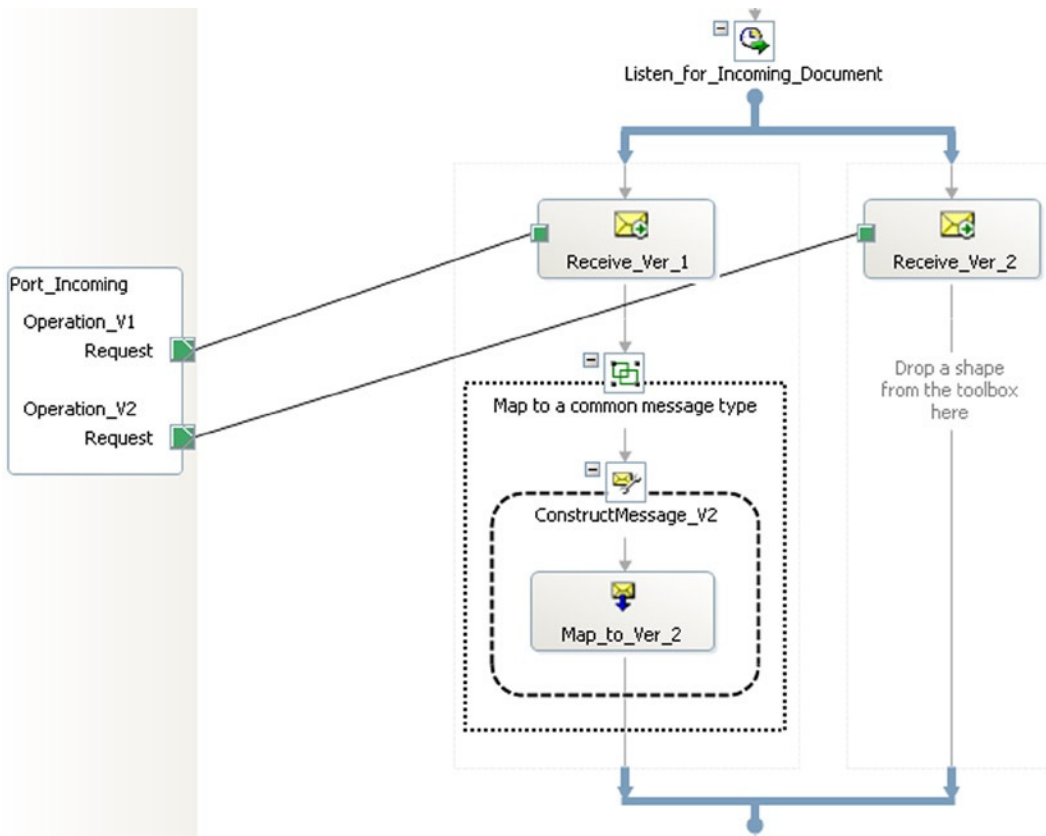 Listen_for_Incoming_Document
Receive_Ver_1
Receive_Ver_2
Port_Incoming
Operation_V1
Request
Operation_V2
Request
Drop a shape
from the toolbox
here
Map to a common message type
ConstructMessage_V2
Map_to_Ver_2